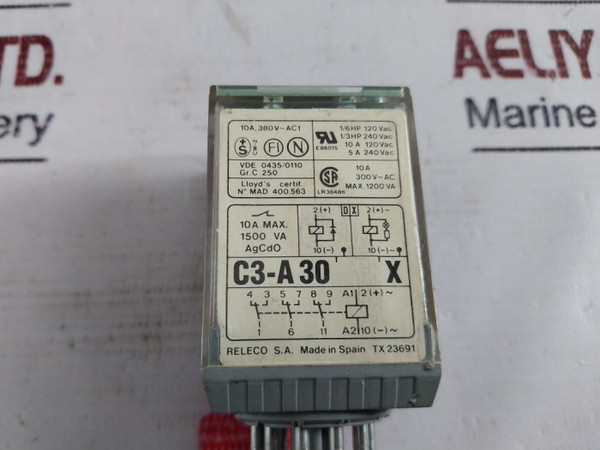 LTD.
ery
AELIY
Marine
10A, 380V~AC1
S
FI
N
VDE 0435/0110
Gr. C 250
Lloyd's certif.
N° MAD 400.563
E86015
1/6HP 120 Vac
1/3HP 240 Vac
10 A 120 Vac
5 A 240 Vac
LR38486
10 A
300 V~AC
MAX. 1200 VA
10A MAX.
1500 VA
AgCdO
2(+) D X 2(+)~
10(-) 10(-)~
C3-A 30 X
4 3 5 7 8 9 A1 2(+)~
1 6 11 A2 10(-)~
RELECO S.A. Made in Spain TX 23691